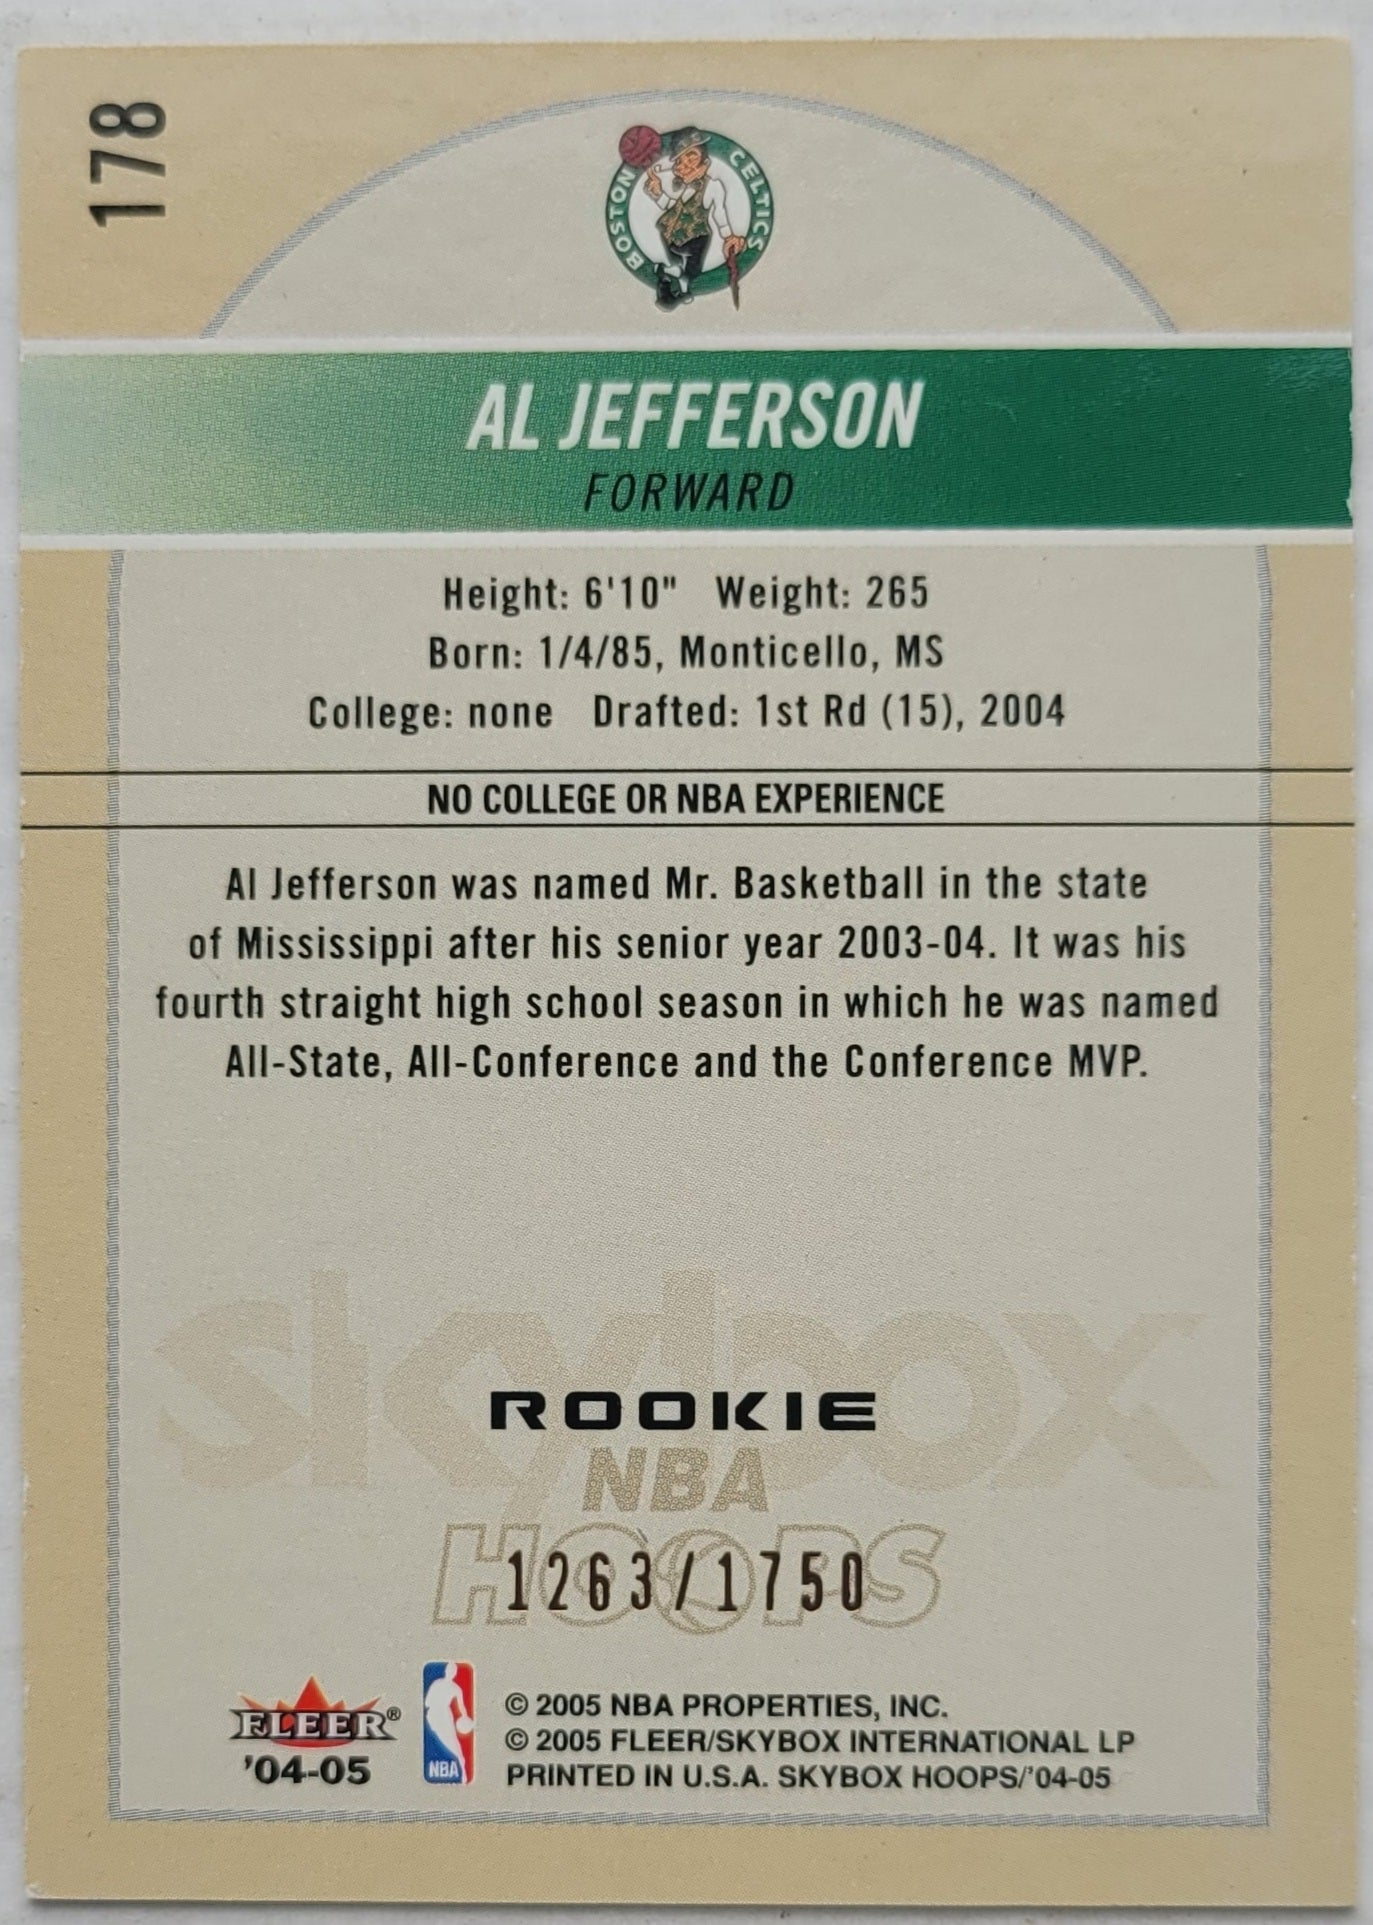 178
BOSTON CELTICS
AL JEFFERSON
FORWARD
Height: 6'10" Weight: 265
Born: 1/4/85, Monticello, MS
College: none Drafted: 1st Rd (15), 2004
NO COLLEGE OR NBA EXPERIENCE
Al Jefferson was named Mr. Basketball in the state
of Mississippi after his senior year 2003-04. It was his
fourth straight high school season in which he was named
All-State, All-Conference and the Conference MVP.
skybox
ROOKIE
NBA
HOOPS
1263/1750
FLEER®
'04-05
NBA
© 2005 NBA PROPERTIES, INC.
© 2005 FLEER/SKYBOX INTERNATIONAL LP
PRINTED IN U.S.A. SKYBOX HOOPS/'04-05